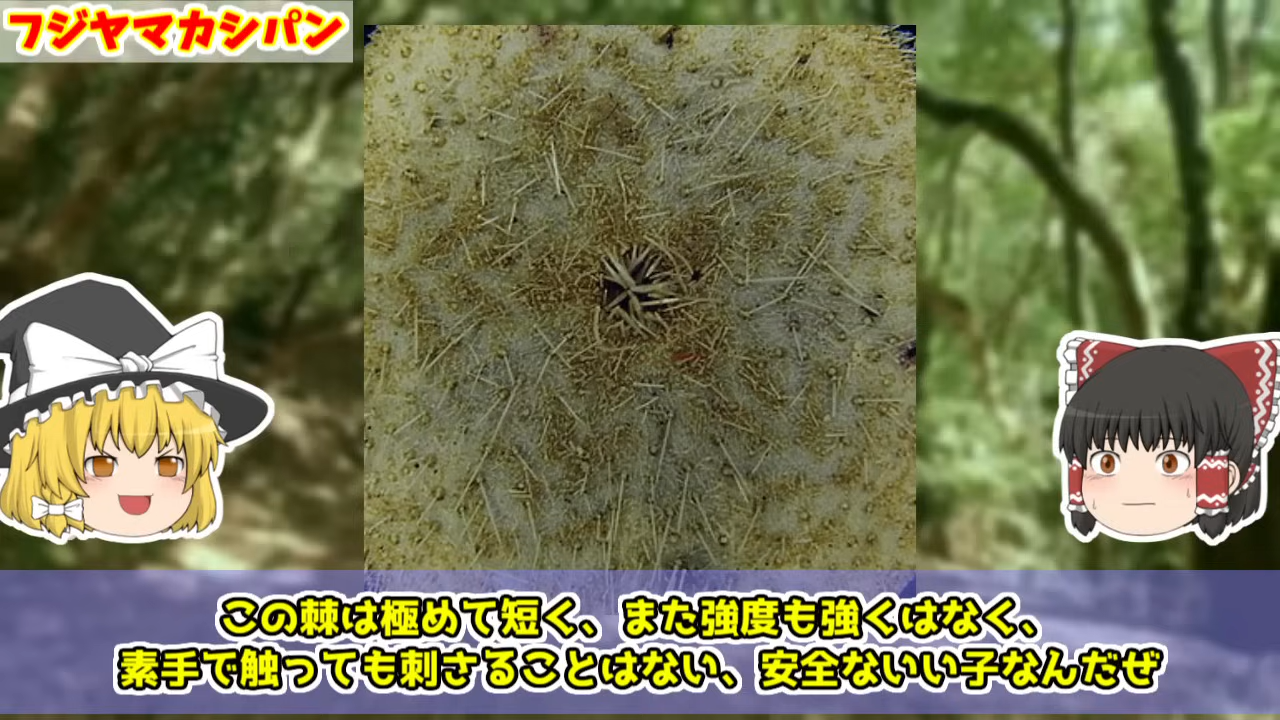 フジヤマカシパン
この棘は極めて短く、また強度も強くはなく、
素手で触っても刺さることはない、安全ないい子なんだぜ